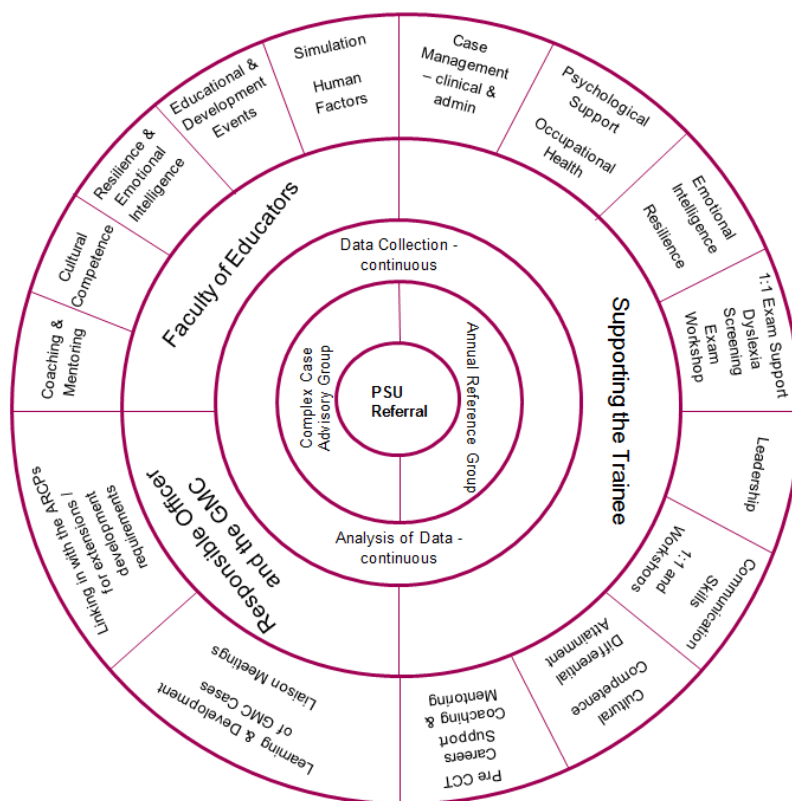 Simulation
Human
Factors
Case
Management
– clinical &
admin
Psychological
Support
Occupational
Health
Emotional
Intelligence
Resilience
1:1 Exam Support
Dyslexia
Screening
Exam
Workshop
Leadership
Communication
Skills
1:1 and
Workshops
Cultural
Competence
Differential
Attainment
Pre CCT
Careers
Support
Coaching &
Mentoring
Learning & Development
of GMC Cases
Liaison Meetings
Linking in with the ARCPs
for extensions /
development
requirements
Coaching &
Mentoring
Cultural
Competence
Resilience &
Emotional
Intelligence
Educational &
Development
Events
Faculty of Educators
Supporting the Trainee
Responsible Officer
and the GMC
Data Collection -
continuous
Analysis of Data -
continuous
Complex Case
Advisory Group
Annual Reference Group
PSU
Referral